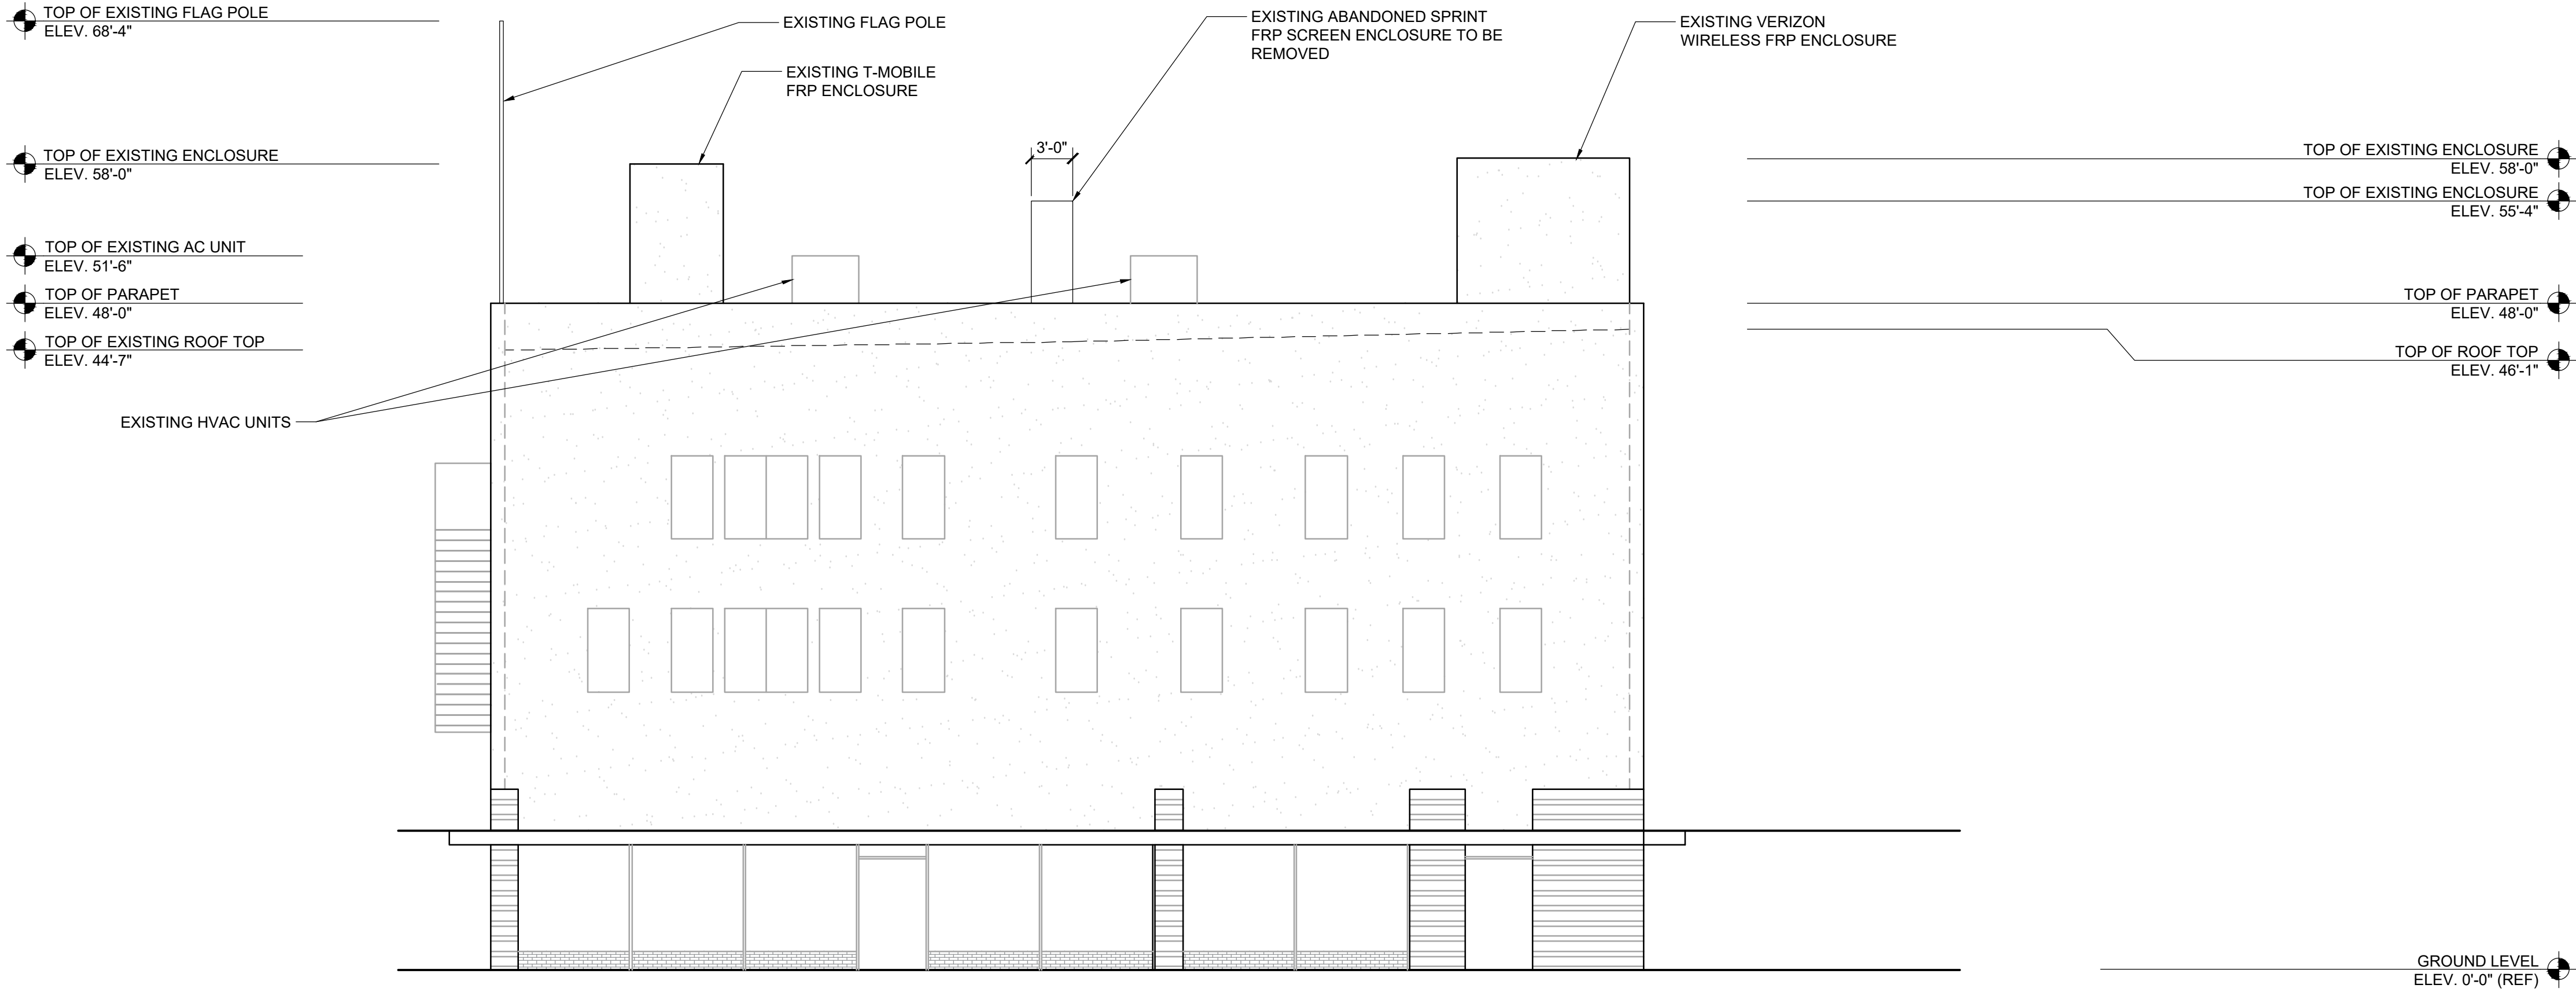 TOP OF EXISTING FLAG POLE
ELEV. 68'-4"
EXISTING FLAG POLE
EXISTING T-MOBILE
FRP ENCLOSURE
EXISTING ABANDONED SPRINT
FRP SCREEN ENCLOSURE TO BE
REMOVED
EXISTING VERIZON
WIRELESS FRP ENCLOSURE
3'-0"
TOP OF EXISTING ENCLOSURE
ELEV. 58'-0"
TOP OF EXISTING AC UNIT
ELEV. 51'-6"
TOP OF PARAPET
ELEV. 48'-0"
TOP OF EXISTING ROOF TOP
ELEV. 44'-7"
EXISTING HVAC UNITS
TOP OF EXISTING ENCLOSURE
ELEV. 58'-0"
TOP OF EXISTING ENCLOSURE
ELEV. 55'-4"
TOP OF PARAPET
ELEV. 48'-0"
TOP OF ROOF TOP
ELEV. 46'-1"
GROUND LEVEL
ELEV. 0'-0" (REF)